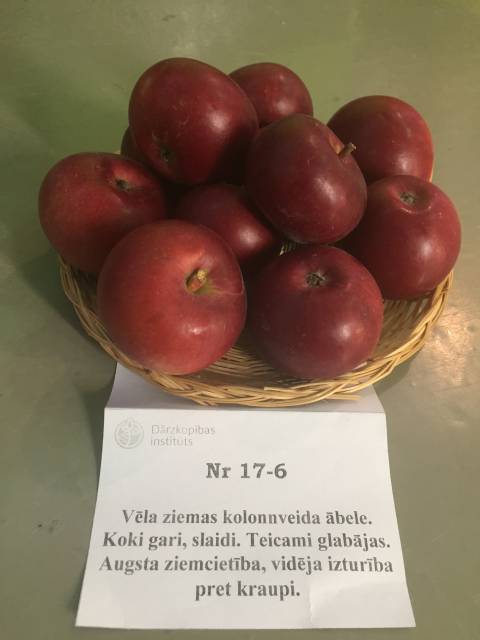 Dārzkopības
institūts
Nr 17-6
Vēla ziemas kolonnveida ābele.
Koki gari, slaidi. Teicami glabājas.
Augsta ziemcietība, vidēja izturība
pret kraupi.